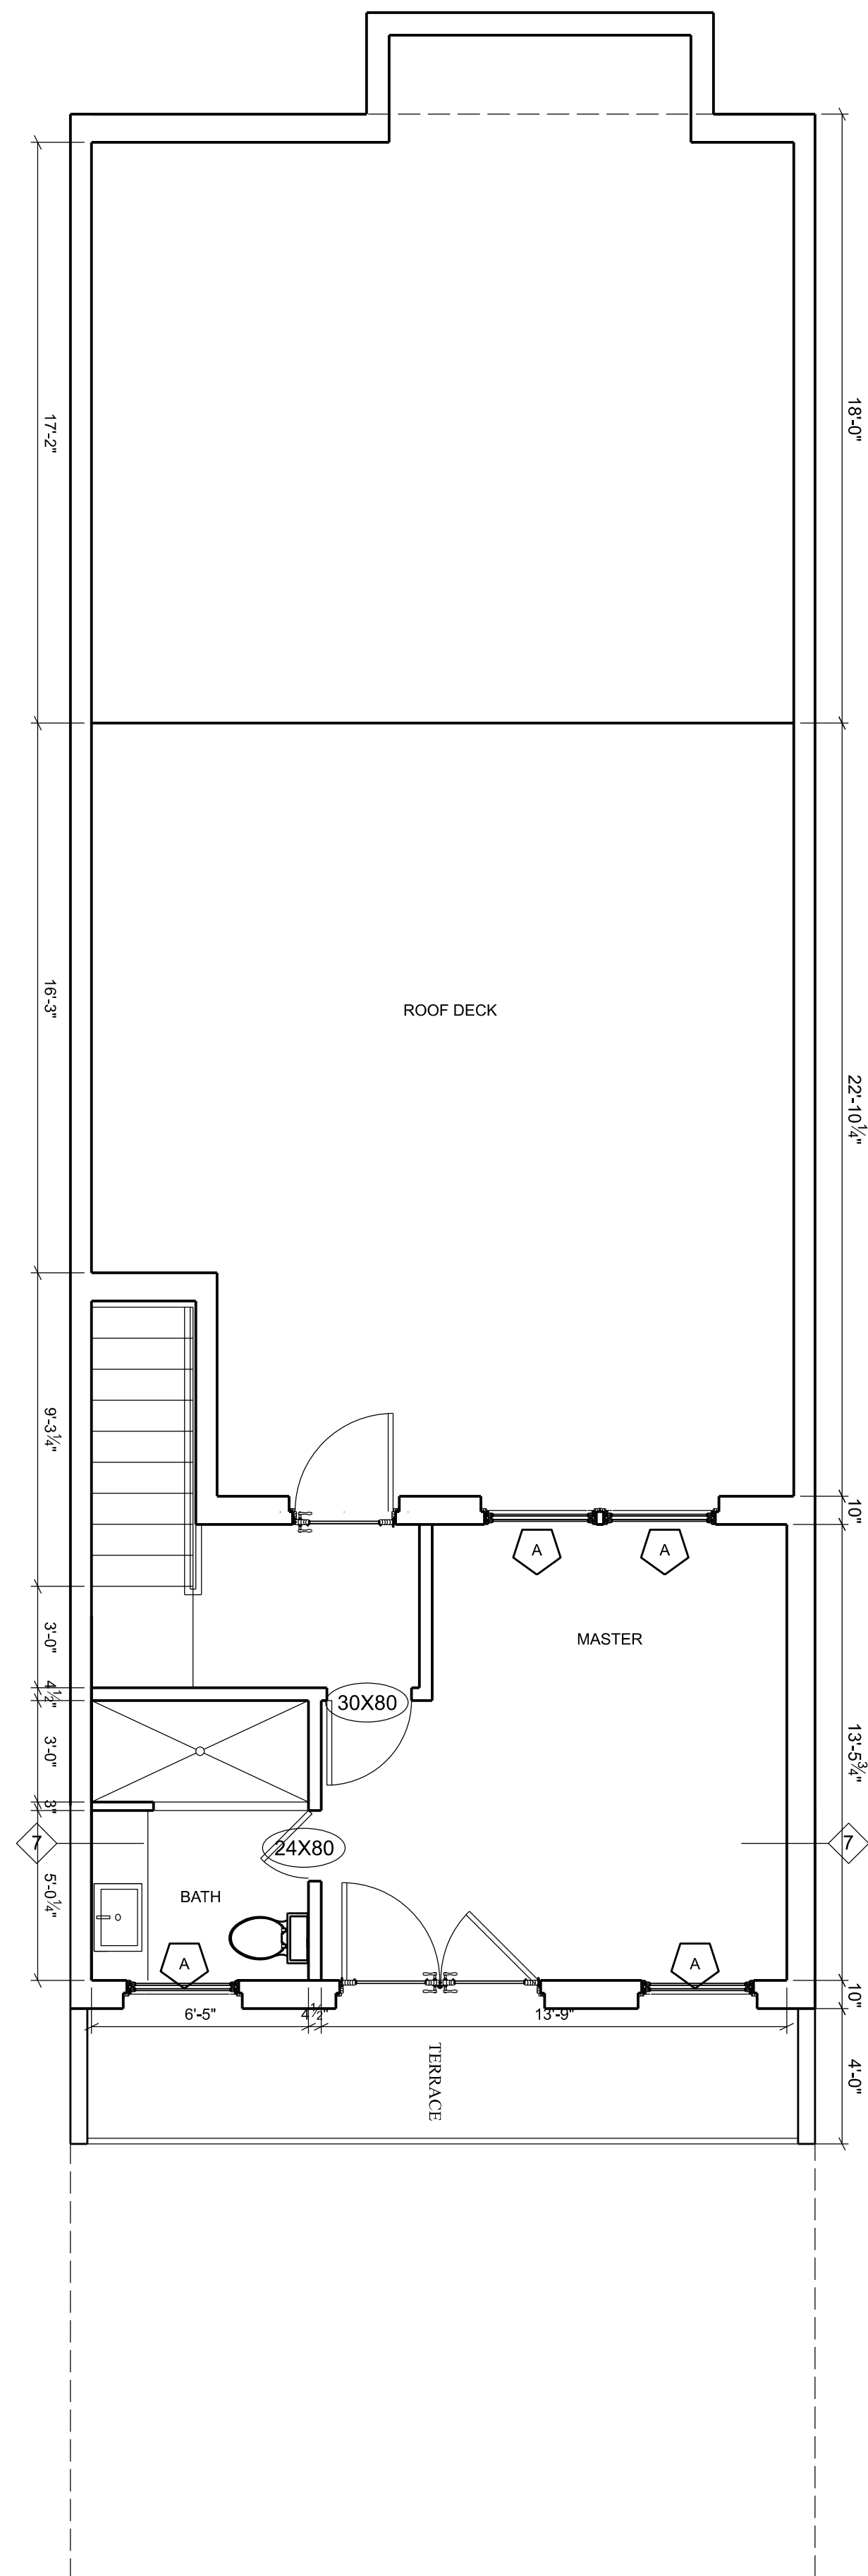 18'-0"
17'-2"
16'-3"
ROOF DECK
22'-10¼"
9'-3¼"
10"
A
A
3'-0"
MASTER
4½"
30X80
3'-0"
13'-5¾"
3"
7
24X80
7
5'-0¼"
BATH
A
A
10"
6'-5"
4½"
13'-9"
TERRACE
4'-0"